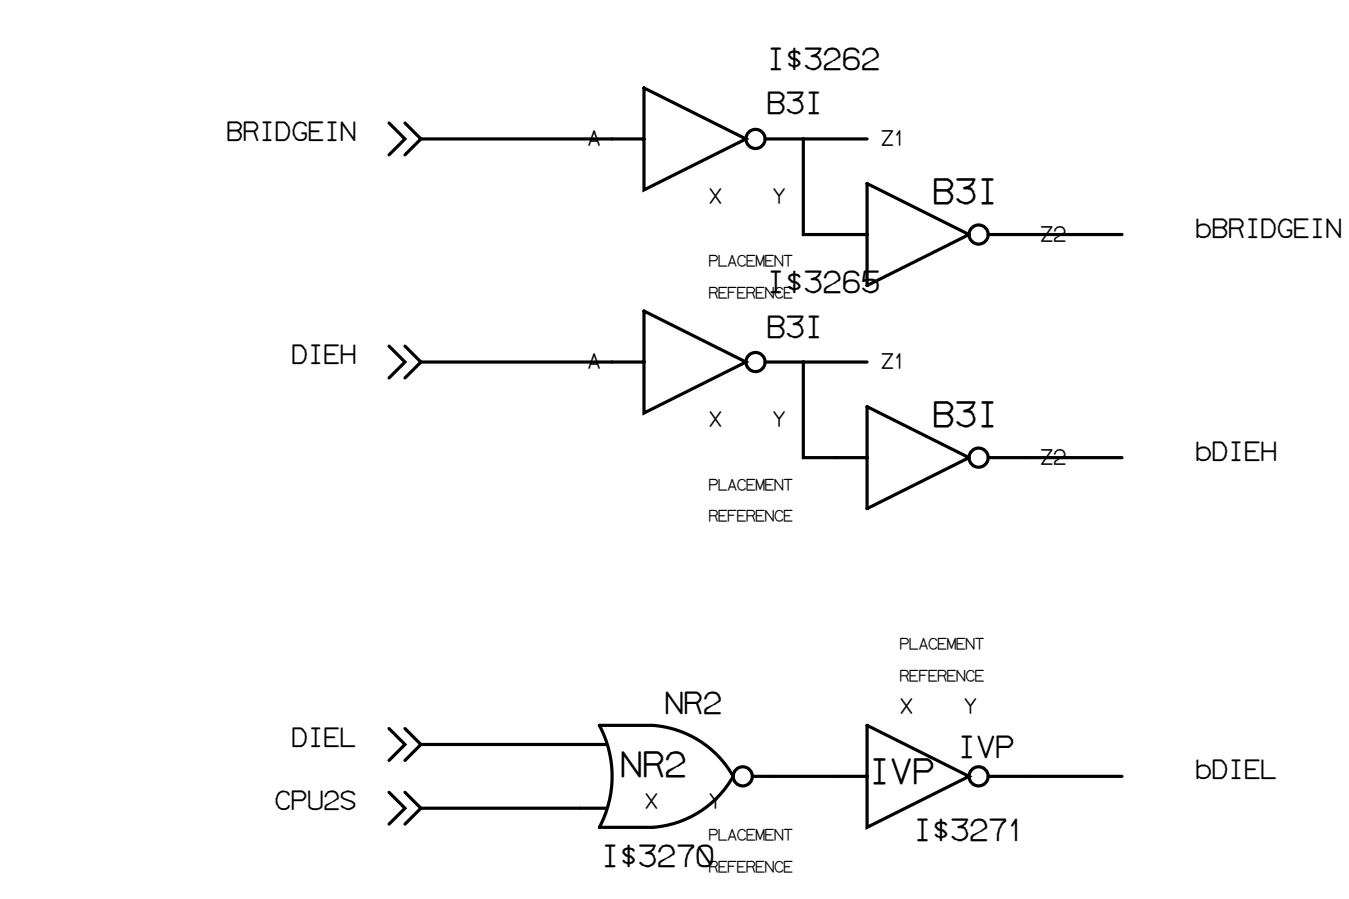 I$3262
B3I
BRIDGEIN
A
Z1
X Y
B3I
Z2
bBRIDGEIN
PLACEMENT
REFERENCE
I$3265
B3I
DIEH
A
Z1
X Y
B3I
Z2
bDIEH
PLACEMENT
REFERENCE
PLACEMENT
REFERENCE
X Y
NR2
DIEL
NR2
IVP
IVP
bDIEL
CPU2S
X Y
PLACEMENT
REFERENCE
I$3270
I$3271